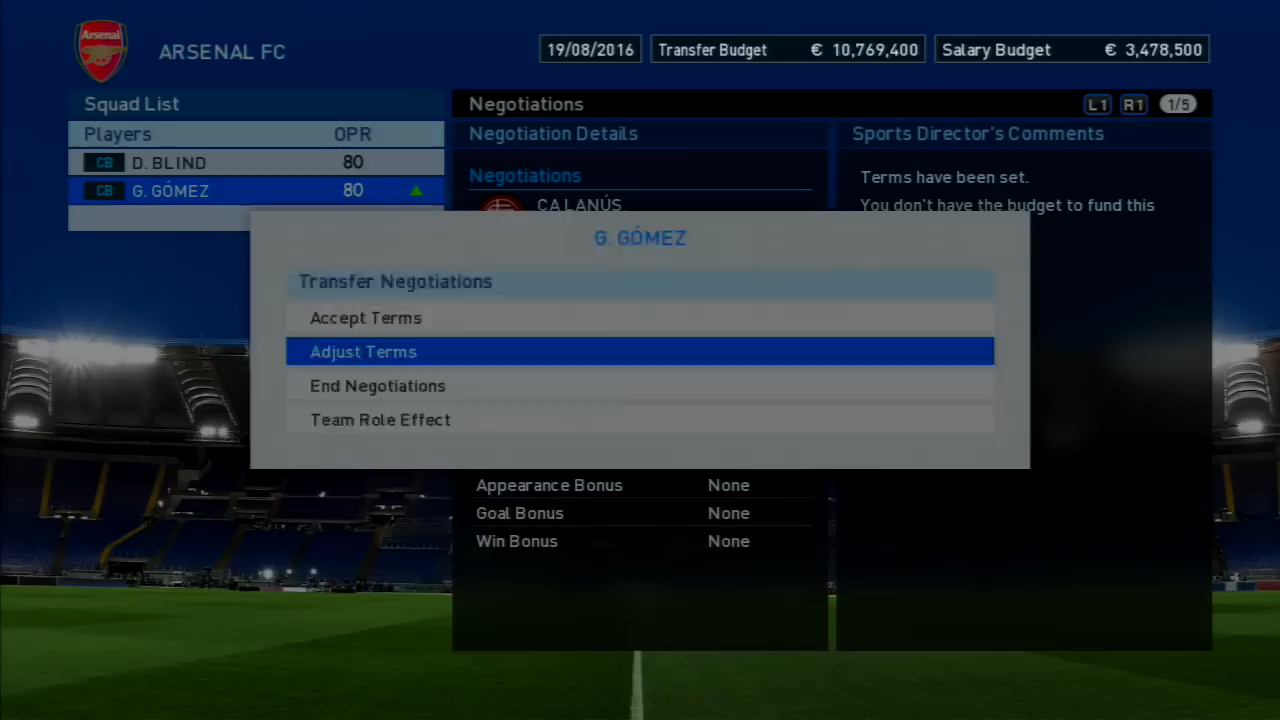 Arsenal
ARSENAL FC
19/08/2016
Transfer Budget € 10,769,400
Salary Budget € 3,478,500
Squad List
Players OPR
CB D. BLIND 80
CB G. GÓMEZ 80
Negotiations
L1 R1 1/5
Negotiation Details
Negotiations
CA LANÚS
Sports Director's Comments
Terms have been set.
You don't have the budget to fund this
G. GÓMEZ
Transfer Negotiations
Accept Terms
Adjust Terms
End Negotiations
Team Role Effect
Appearance Bonus None
Goal Bonus None
Win Bonus None